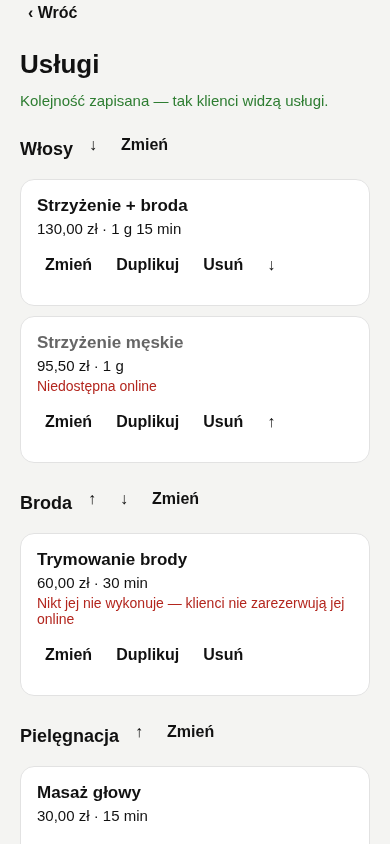 ‹ Wróć
Usługi
Kolejność zapisana — tak klienci widzą usługi.
Włosy ↓ Zmień
Strzyżenie + broda
130,00 zł · 1 g 15 min
Zmień Duplikuj Usuń ↓
Strzyżenie męskie
95,50 zł · 1 g
Niedostępna online
Zmień Duplikuj Usuń ↑
Broda ↑ ↓ Zmień
Trymowanie brody
60,00 zł · 30 min
Nikt jej nie wykonuje — klienci nie zarezerwują jej
online
Zmień Duplikuj Usuń
Pielęgnacja ↑ Zmień
Masaż głowy
30,00 zł · 15 min